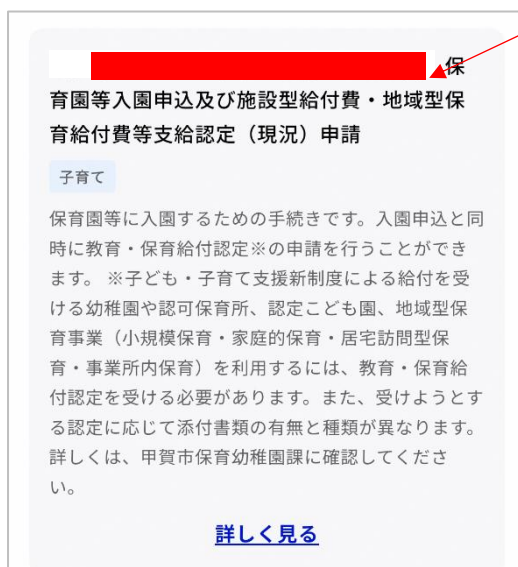 保
育園等入園申込及び施設型給付費・地域型保
育給付費等支給認定（現況）申請
子育て
保育園等に入園するための手続きです。入園申込と同
時に教育・保育給付認定※の申請を行うことができ
ます。 ※子ども・子育て支援新制度による給付を受
ける幼稚園や認可保育所、認定こども園、地域型保
育事業（小規模保育・家庭的保育・居宅訪問型保
育・事業所内保育）を利用するには、教育・保育給
付認定を受ける必要があります。また、受けようとす
る認定に応じて添付書類の有無と種類が異なります。
詳しくは、甲賀市保育幼稚園課に確認してくださ
い。
詳しく見る